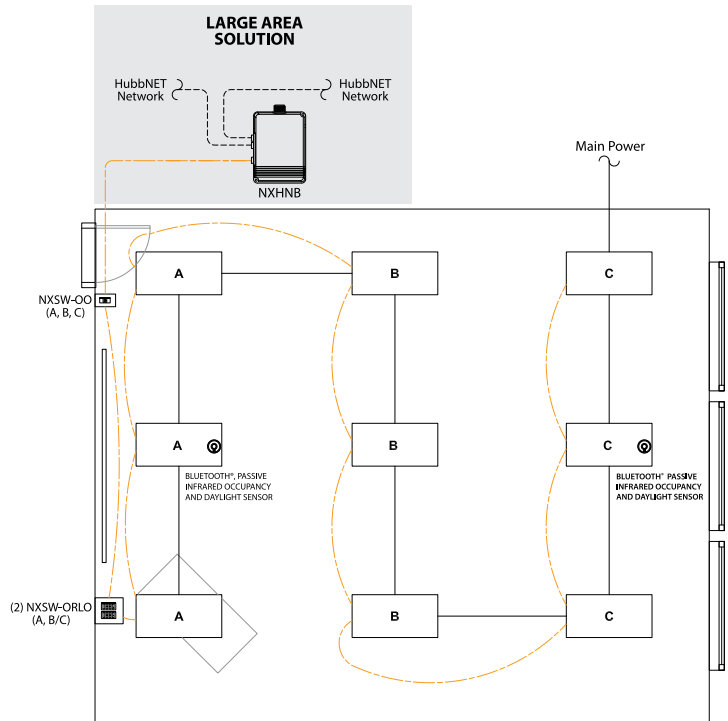 LARGE AREA
SOLUTION
HubbNET
Network
HubbNET
Network
NXHNB
Main Power
A
B
C
NXSW-OO
(A, B, C)
A
B
C
BLUETOOTH®, PASSIVE
INFRARED OCCUPANCY
AND DAYLIGHT SENSOR
BLUETOOTH® PASSIVE
INFRARED OCCUPANCY
AND DAYLIGHT SENSOR
(2) NXSW-ORLO
(A, B/C)
A
B
C